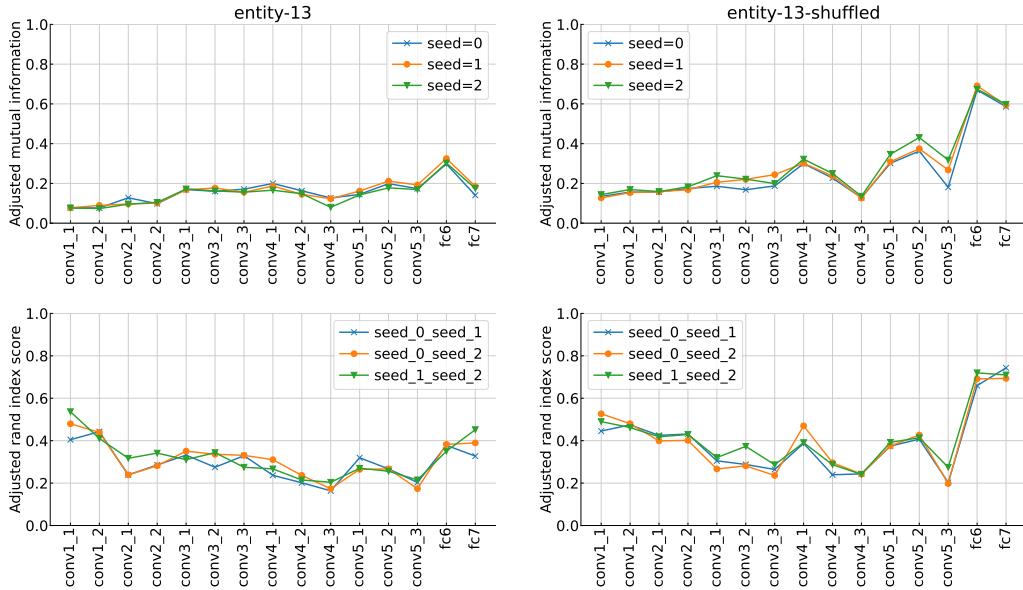 entity-13
Adjusted mutual information
1.0
0.8
0.6
0.4
0.2
0.0
seed=0
seed=1
seed=2
conv1_1
conv1_2
conv2_1
conv2_2
conv3_1
conv3_2
conv3_3
conv4_1
conv4_2
conv4_3
conv5_1
conv5_2
conv5_3
fc6
fc7
entity-13-shuffled
Adjusted mutual information
1.0
0.8
0.6
0.4
0.2
0.0
seed=0
seed=1
seed=2
conv1_1
conv1_2
conv2_1
conv2_2
conv3_1
conv3_2
conv3_3
conv4_1
conv4_2
conv4_3
conv5_1
conv5_2
conv5_3
fc6
fc7
Adjusted rand index score
1.0
0.8
0.6
0.4
0.2
0.0
seed_0_seed_1
seed_0_seed_2
seed_1_seed_2
conv1_1
conv1_2
conv2_1
conv2_2
conv3_1
conv3_2
conv3_3
conv4_1
conv4_2
conv4_3
conv5_1
conv5_2
conv5_3
fc6
fc7
Adjusted rand index score
1.0
0.8
0.6
0.4
0.2
0.0
seed_0_seed_1
seed_0_seed_2
seed_1_seed_2
conv1_1
conv1_2
conv2_1
conv2_2
conv3_1
conv3_2
conv3_3
conv4_1
conv4_2
conv4_3
conv5_1
conv5_2
conv5_3
fc6
fc7